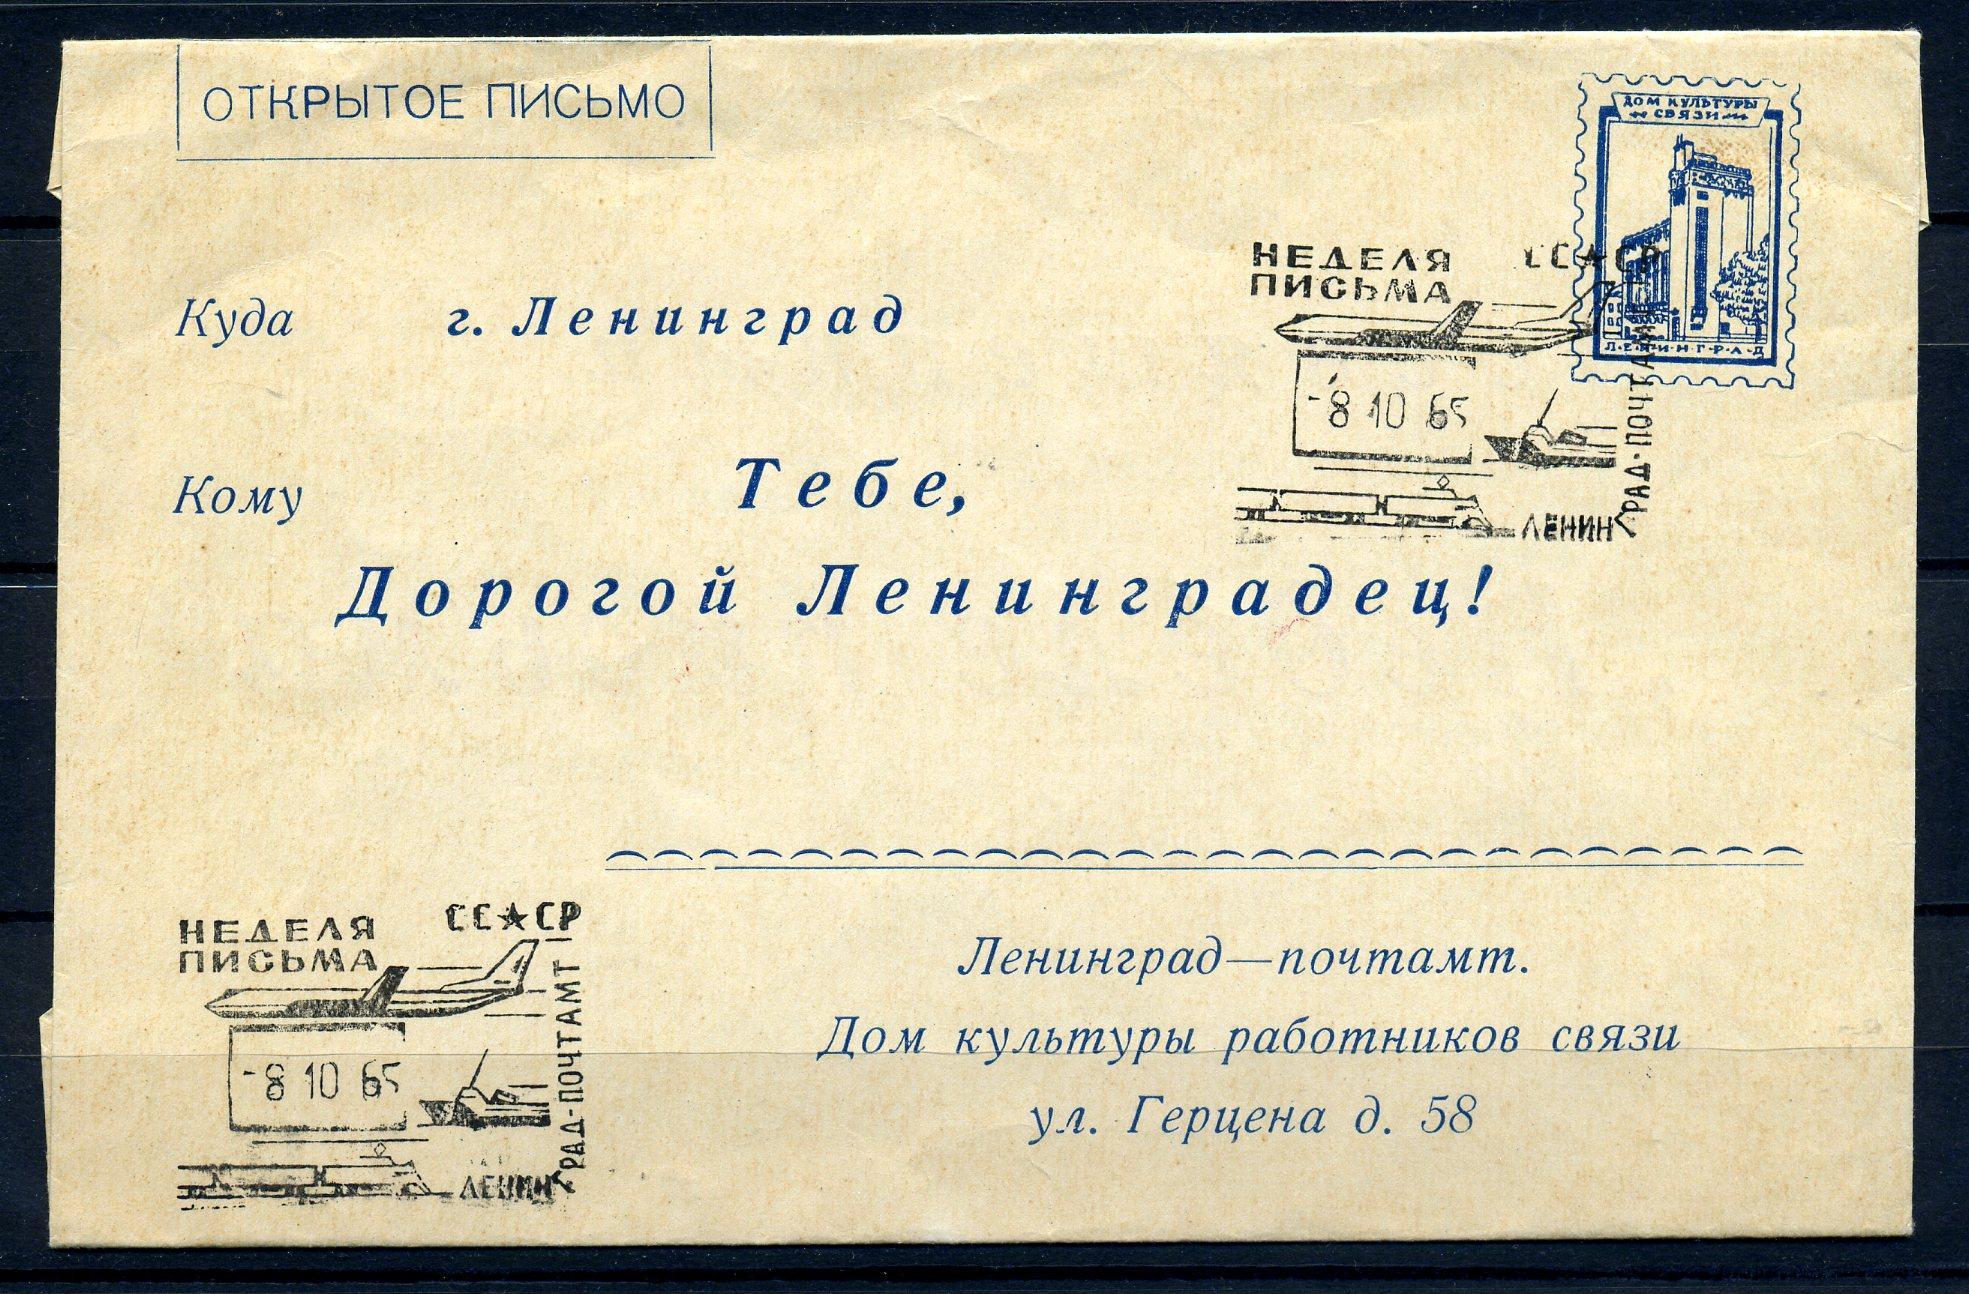 ОТКРЫТОЕ ПИСЬМО
ДОМ КУЛЬТУРЫ
СВЯЗИ
Л·Е·Н·И·Н·Г·Р·А·Д
НЕДЕЛЯ
ПИСЬМА
СС★СР
-8 10 65
ЛЕНИНГРАД-ПОЧТАМТ
Куда г. Ленинград
Кому Тебе,
Дорогой Ленинградец!
НЕДЕЛЯ
ПИСЬМА
СС★СР
-8 10 65
ЛЕНИНГРАД-ПОЧТАМТ
Ленинград—почтамт.
Дом культуры работников связи
ул. Герцена д. 58